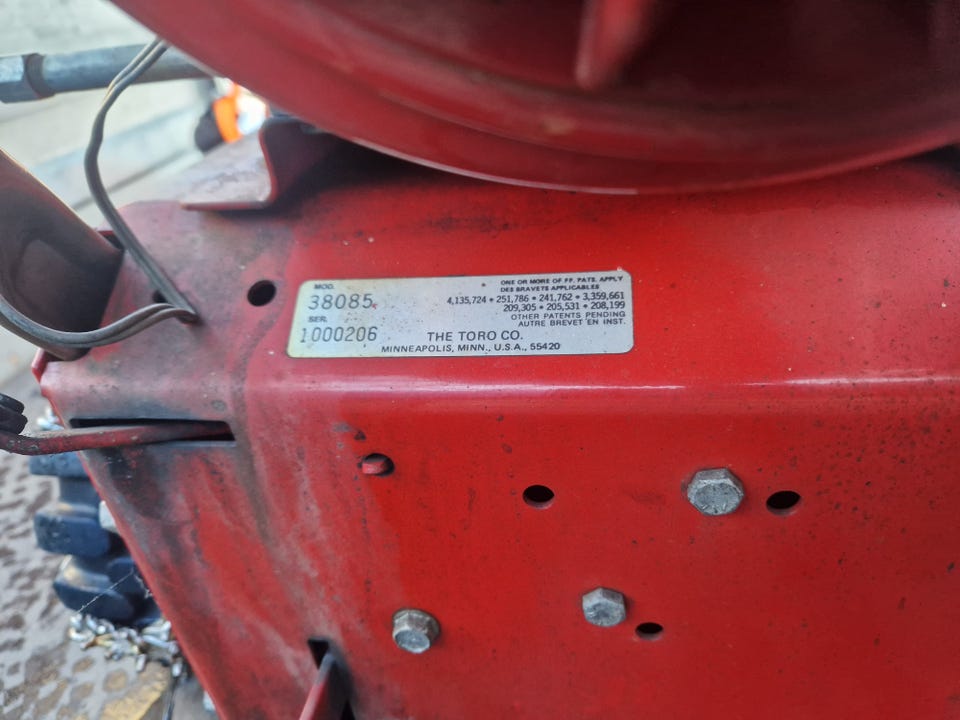 MOD.
38085
SER.
1000206
ONE OR MORE OF FF. PATS. APPLY
DES BRAVETS APPLICABLES
4,135,724 • 251,786 • 241,762 • 3,359,661
209,305 • 205,531 • 208,199
OTHER PATENTS PENDING
AUTRE BREVET EN INST.
THE TORO CO.
MINNEAPOLIS, MINN., U.S.A., 55420